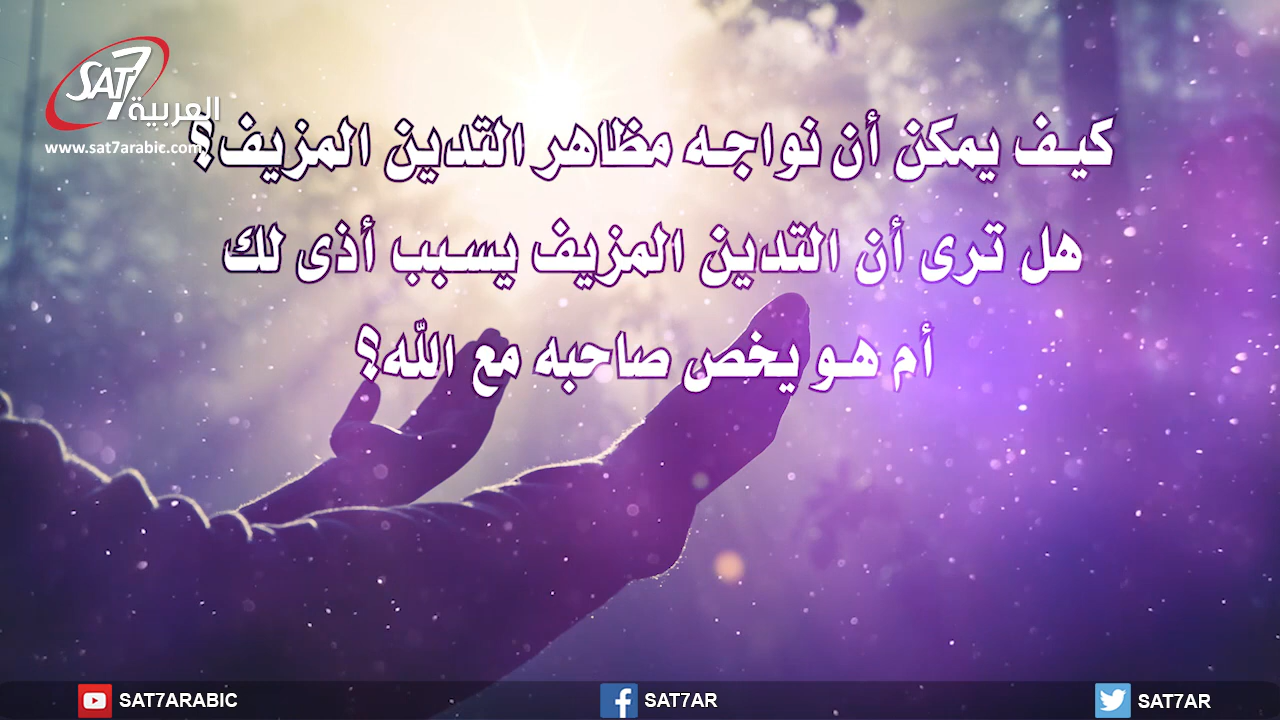 SAT7
العربية
www.sat7arabic.com
كيف يمكن أن نواجه مظاهر التدين المزيف؟
هل ترى أن التدين المزيف يسبب أذى لك
أم هو يخص صاحبه مع الله؟
SAT7ARABIC
SAT7AR
SAT7AR